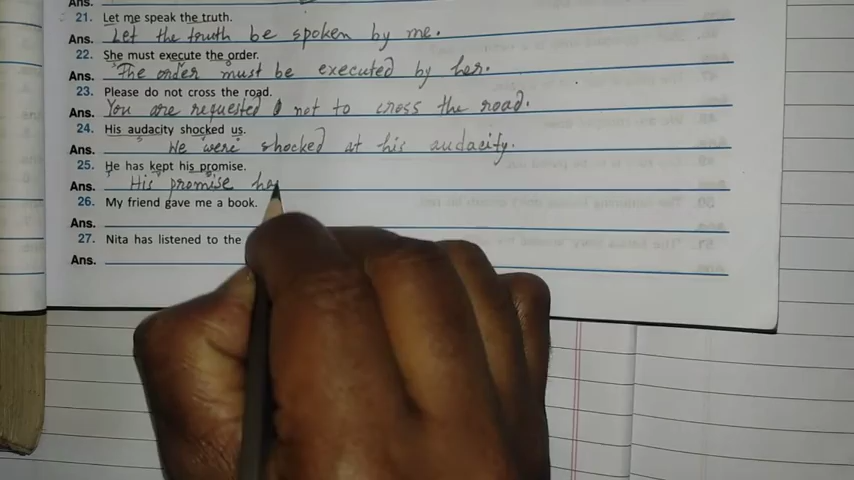 Ans.
21. Let me speak the truth.
Ans. Let the truth be spoken by me.
22. She must execute the order.
Ans. The order must be executed by her.
23. Please do not cross the road.
Ans. You are requested not to cross the road.
24. His audacity shocked us.
Ans. We were shocked at his audacity.
25. He has kept his promise.
Ans. His promise ha
26. My friend gave me a book.
Ans.
27. Nita has listened to the
Ans.